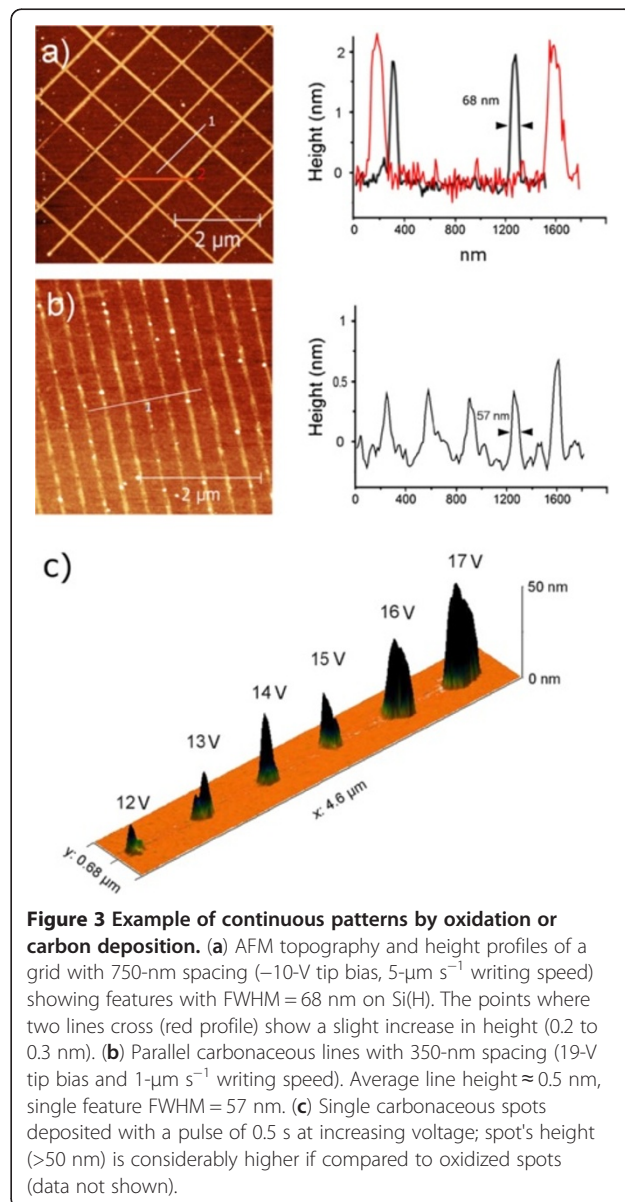 a)
1
2
2 µm
Height (nm)
2
1
0
68 nm
400
800
1200
1600
nm
b)
1
2 µm
Height (nm)
1
0.5
0
57 nm
0
400
800
1200
1600
c)
17 V
50 nm
16 V
15 V
0 nm
14 V
13 V
12 V
x: 4.6 µm
y: 0.68 µm
Figure 3 Example of continuous patterns by oxidation or
carbon deposition. (a) AFM topography and height profiles of a
grid with 750-nm spacing (−10-V tip bias, 5-µm s⁻¹ writing speed)
showing features with FWHM = 68 nm on Si(H). The points where
two lines cross (red profile) show a slight increase in height (0.2 to
0.3 nm). (b) Parallel carbonaceous lines with 350-nm spacing (19-V
tip bias and 1-µm s⁻¹ writing speed). Average line height ≈ 0.5 nm,
single feature FWHM = 57 nm. (c) Single carbonaceous spots
deposited with a pulse of 0.5 s at increasing voltage; spot's height
(>50 nm) is considerably higher if compared to oxidized spots
(data not shown).